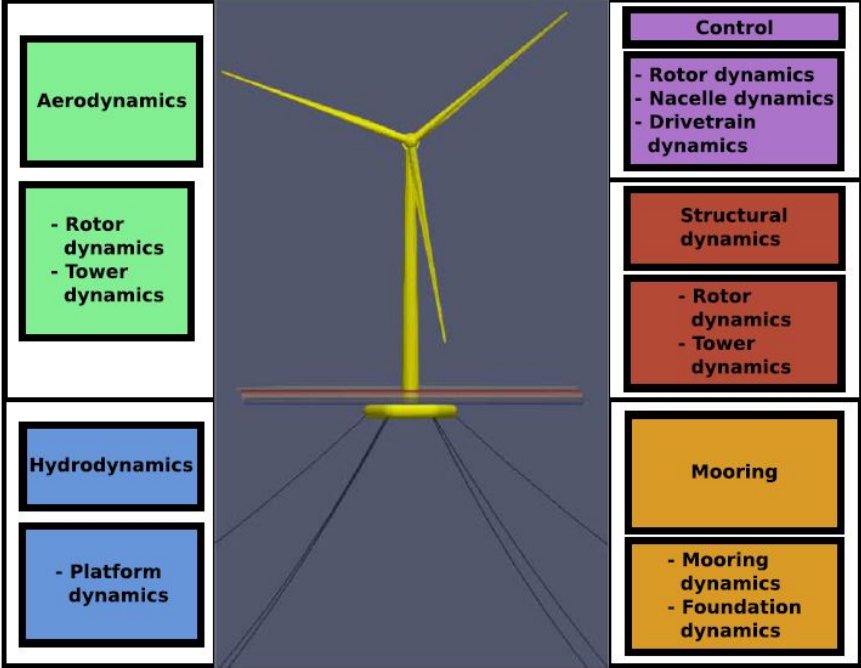 Aerodynamics
- Rotor
dynamics
- Tower
dynamics
Hydrodynamics
- Platform
dynamics
Control
- Rotor dynamics
- Nacelle dynamics
- Drivetrain
dynamics
Structural
dynamics
- Rotor
dynamics
- Tower
dynamics
Mooring
- Mooring
dynamics
- Foundation
dynamics